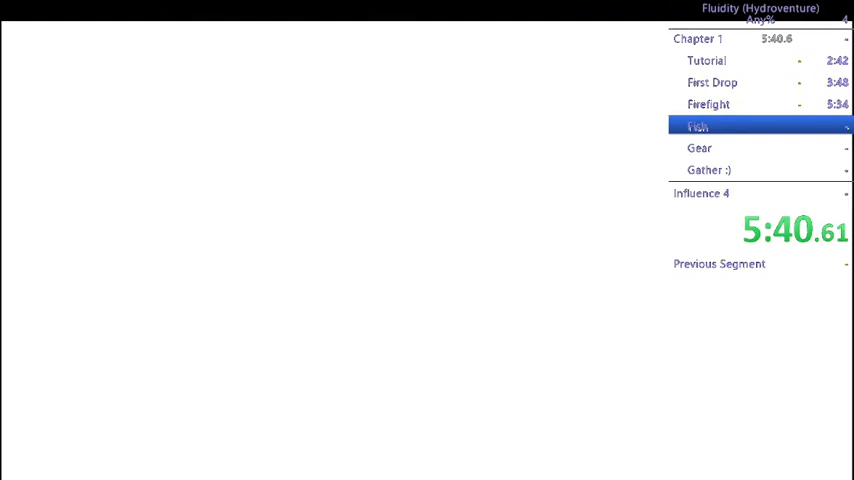 Fluidity (Hydroventure)
Any% 4
Chapter 1 5:40.6 -
Tutorial - 2:42
First Drop - 3:48
Firefight - 5:34
Fish -
Gear -
Gather :) -
Influence 4 -
5:40.61
Previous Segment -